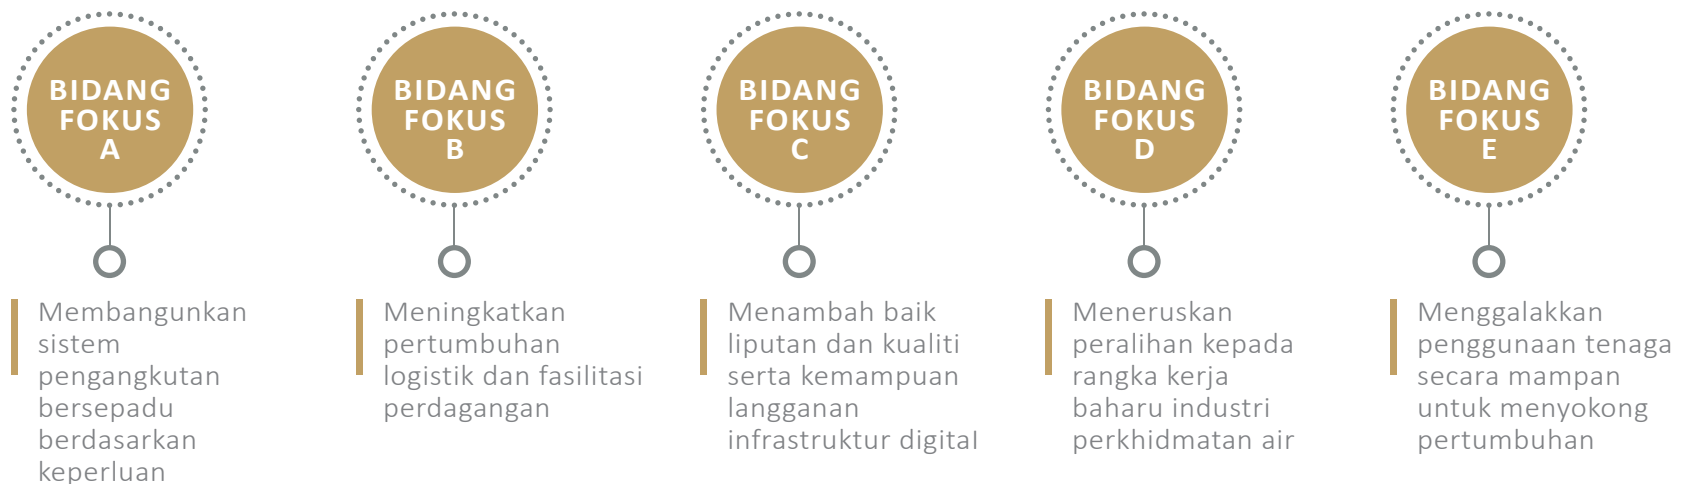 BIDANG
FOKUS
A
BIDANG
FOKUS
B
BIDANG
FOKUS
C
BIDANG
FOKUS
D
BIDANG
FOKUS
E
Membangunkan
sistem
pengangkutan
bersepadu
berdasarkan
keperluan
Meningkatkan
pertumbuhan
logistik dan fasilitasi
perdagangan
Menambah baik
liputan dan kualiti
serta kemampuan
langganan
infrastruktur digital
Meneruskan
peralihan kepada
rangka kerja
baharu industri
perkhidmatan air
Menggalakkan
penggunaan tenaga
secara mampan
untuk menyokong
pertumbuhan